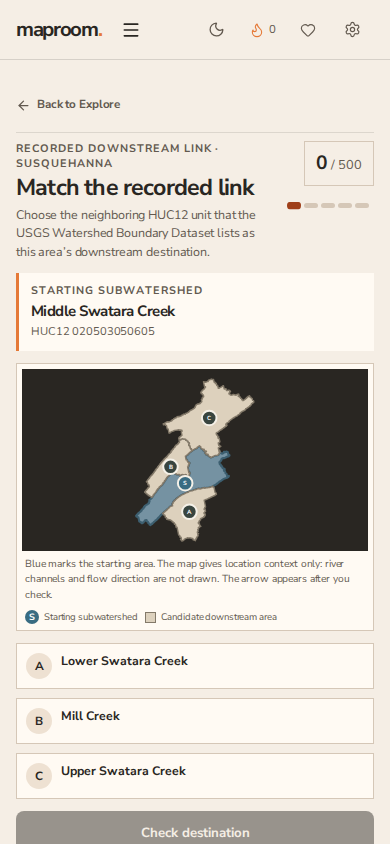 maproom.
0
Back to Explore
RECORDED DOWNSTREAM LINK ·
SUSQUEHANNA
0 / 500
Match the recorded link
Choose the neighboring HUC12 unit that the
USGS Watershed Boundary Dataset lists as
this area's downstream destination.
STARTING SUBWATERSHED
Middle Swatara Creek
HUC12 020503050605
C
B
S
A
Blue marks the starting area. The map gives location context only: river
channels and flow direction are not drawn. The arrow appears after you
check.
S Starting subwatershed Candidate downstream area
A Lower Swatara Creek
B Mill Creek
C Upper Swatara Creek
Check destination